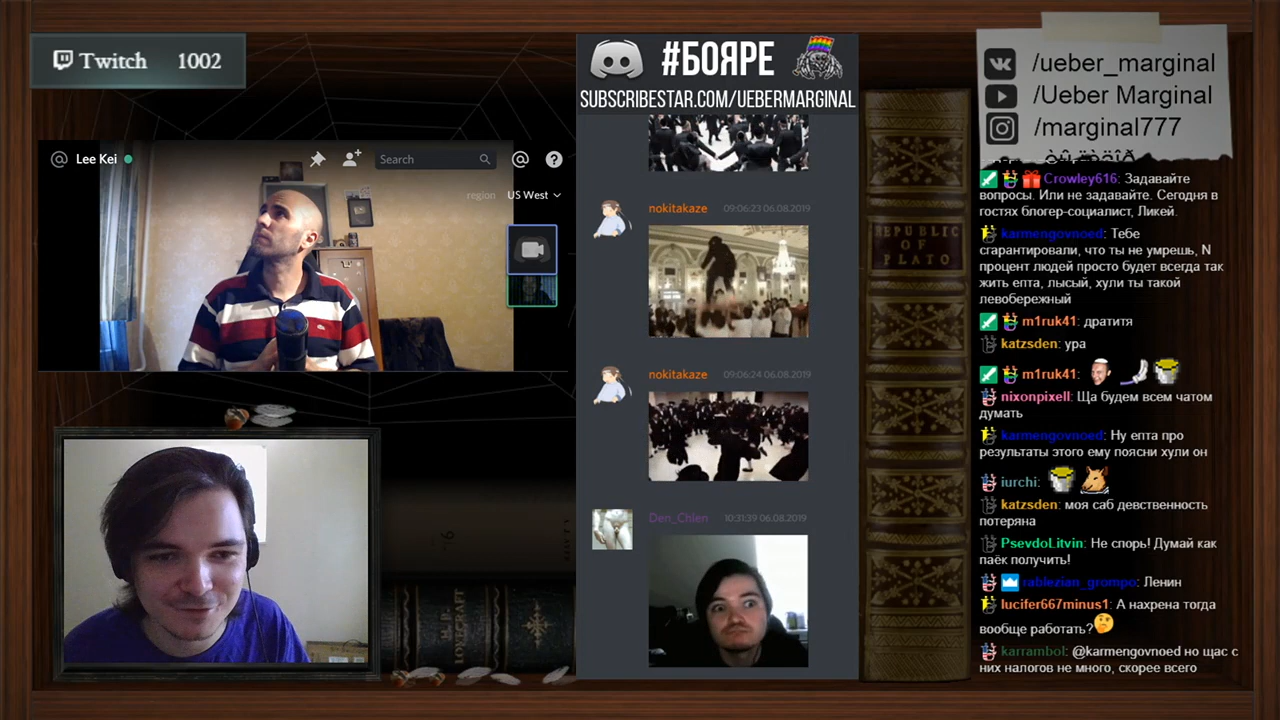 Twitch 1002
@ Lee Kei
Search
@ ?
region US West
LOVECRAFT
#БОЯРЕ
SUBSCRIBESTAR.COM/UEBERMARGINAL
nokitakaze 09:06:23 06.08.2019
nokitakaze 09:06:24 06.08.2019
Den_Chlen 10:31:39 06.08.2019
REPUBLIC
OF
PLATO
/ueber_marginal
/Ueber Marginal
/marginal777
Crowley616: Задавайте
вопросы. Или не задавайте. Сегодня в
гостях блогер-социалист, Ликей.
karmengovnoed: Тебе
сгарантировали, что ты не умрешь, N
процент людей просто будет всегда так
жить епта, лысый, хули ты такой
левобережный
m1ruk41: дратитя
katzsden: ура
m1ruk41:
nixonpixell: Ща будем всем чатом
думать
karmengovnoed: Ну епта про
результаты этого ему поясни хули он
iurchi:
katzsden: моя саб девственность
потеряна
PsevdoLitvin: Не спорь! Думай как
паёк получить!
rablezian_grompo: Ленин
lucifer667minus1: А нахрена тогда
вообще работать?
karrambol: @karmengovnoed но щас с
них налогов не много, скорее всего